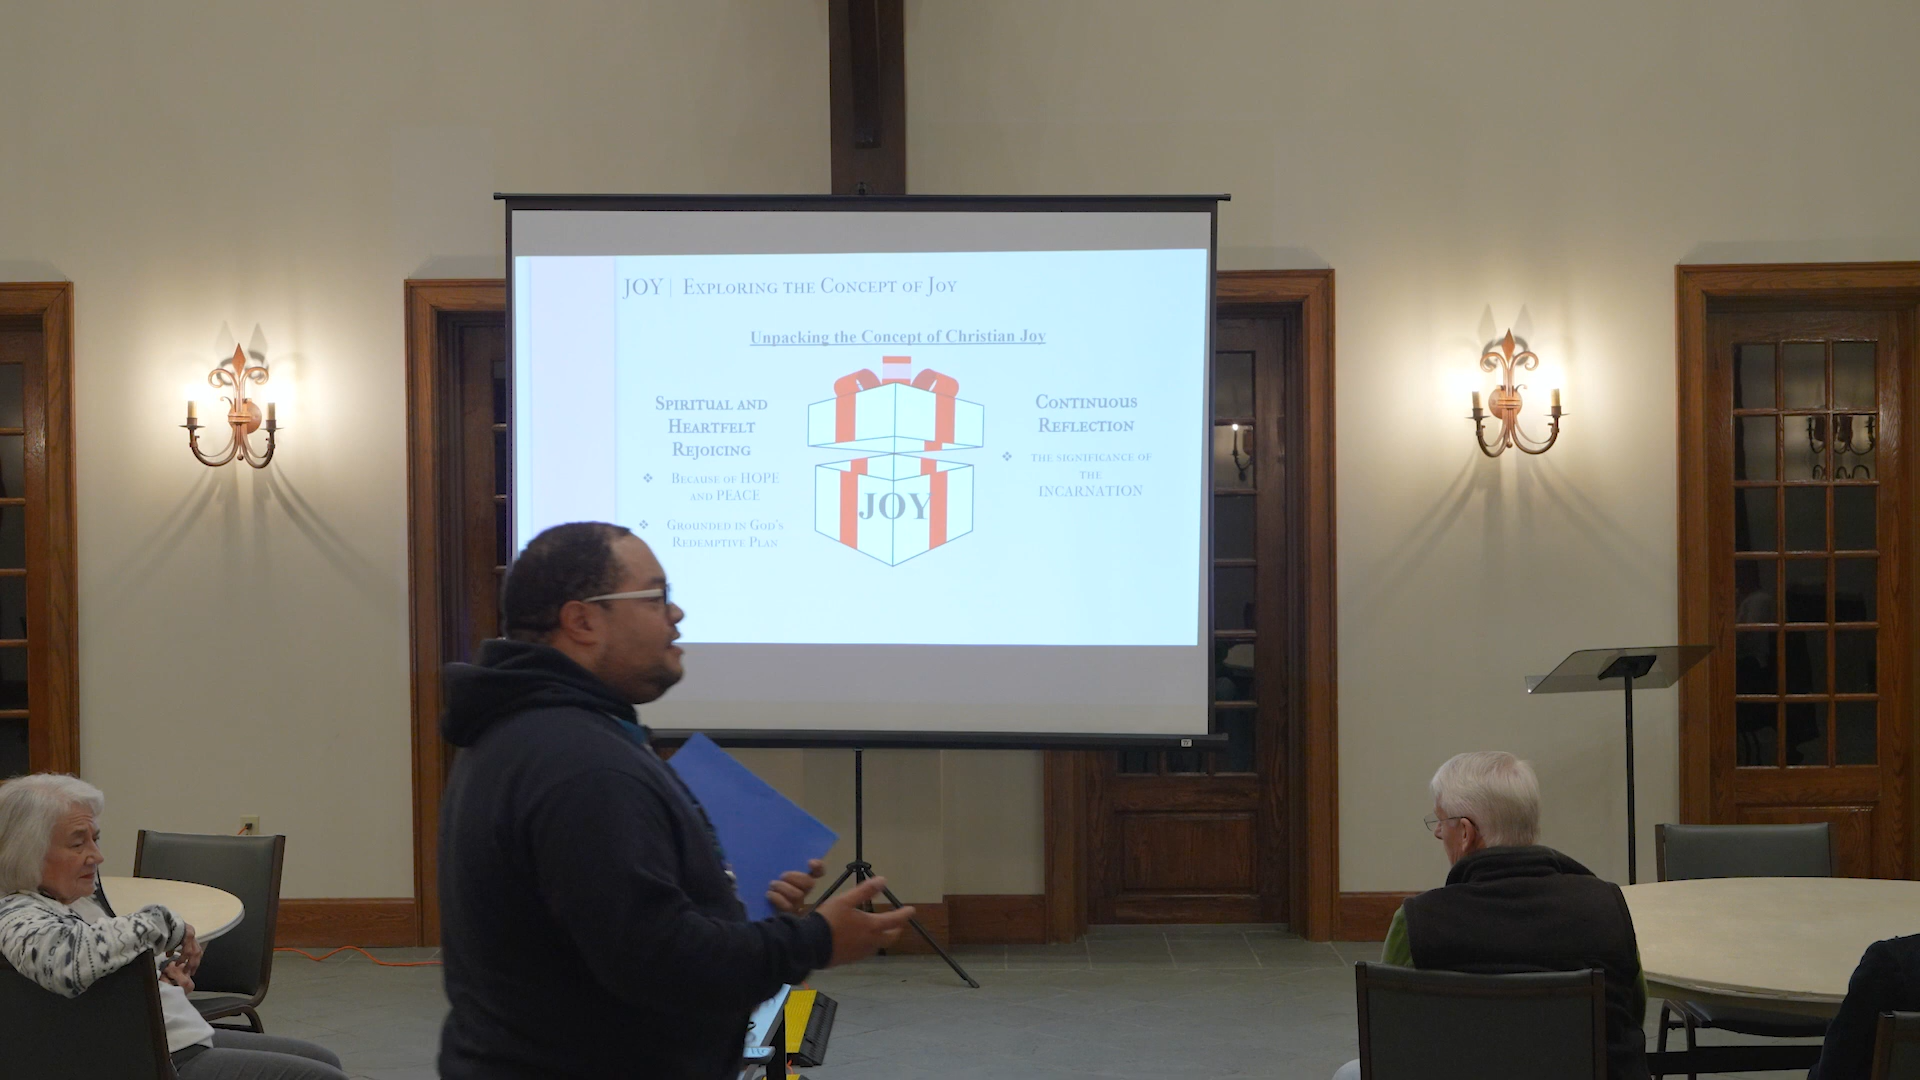 JOY | Exploring the Concept of Joy
Unpacking the Concept of Christian Joy
Spiritual and
Heartfelt
Rejoicing
❖ Because of HOPE
and PEACE
❖ Grounded in God's
Redemptive Plan
JOY
Continuous
Reflection
❖ the significance of
the
INCARNATION